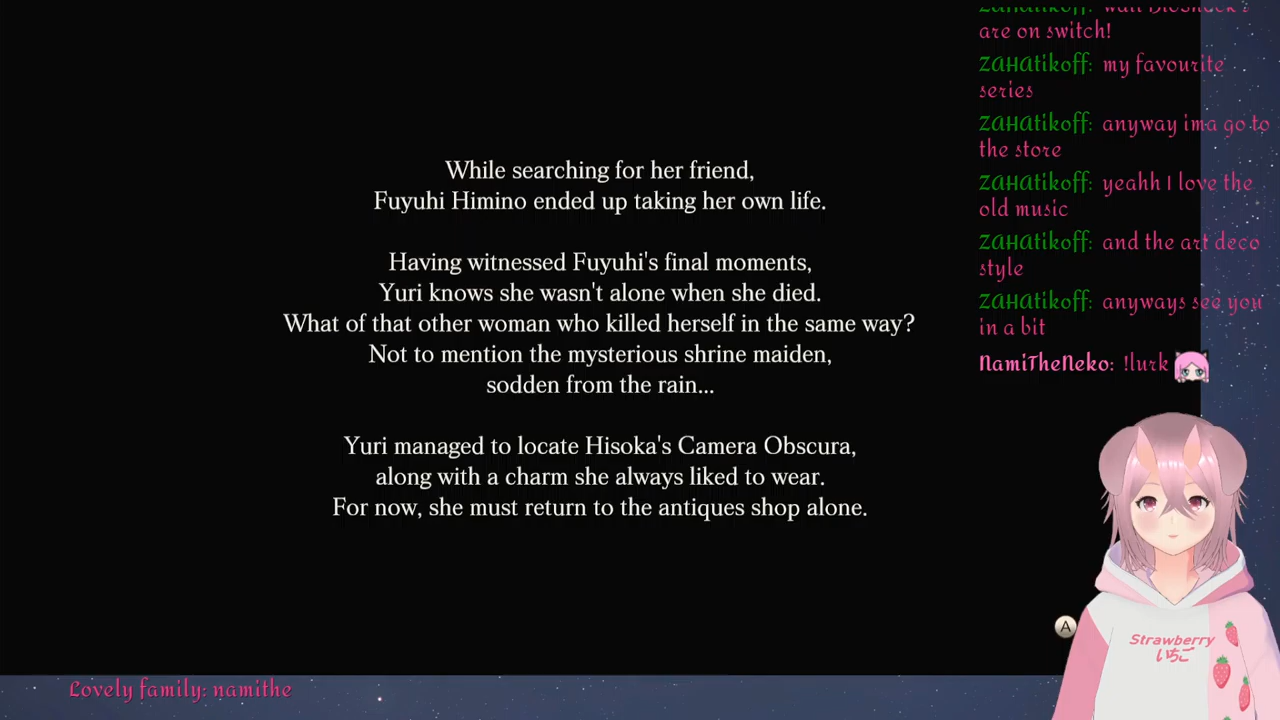 While searching for her friend,
Fuyuhi Himino ended up taking her own life.
Having witnessed Fuyuhi's final moments,
Yuri knows she wasn't alone when she died.
What of that other woman who killed herself in the same way?
Not to mention the mysterious shrine maiden,
sodden from the rain...
Yuri managed to locate Hisoka's Camera Obscura,
along with a charm she always liked to wear.
For now, she must return to the antiques shop alone.
A
are on switch!
ZAHAtikoff: my favourite
series
ZAHAtikoff: anyway ima go to
the store
ZAHAtikoff: yeahh I love the
old music
ZAHAtikoff: and the art deco
style
ZAHAtikoff: anyways see you
in a bit
NamiTheNeko: !lurk
Strawberry
いちご
Lovely family: namithe